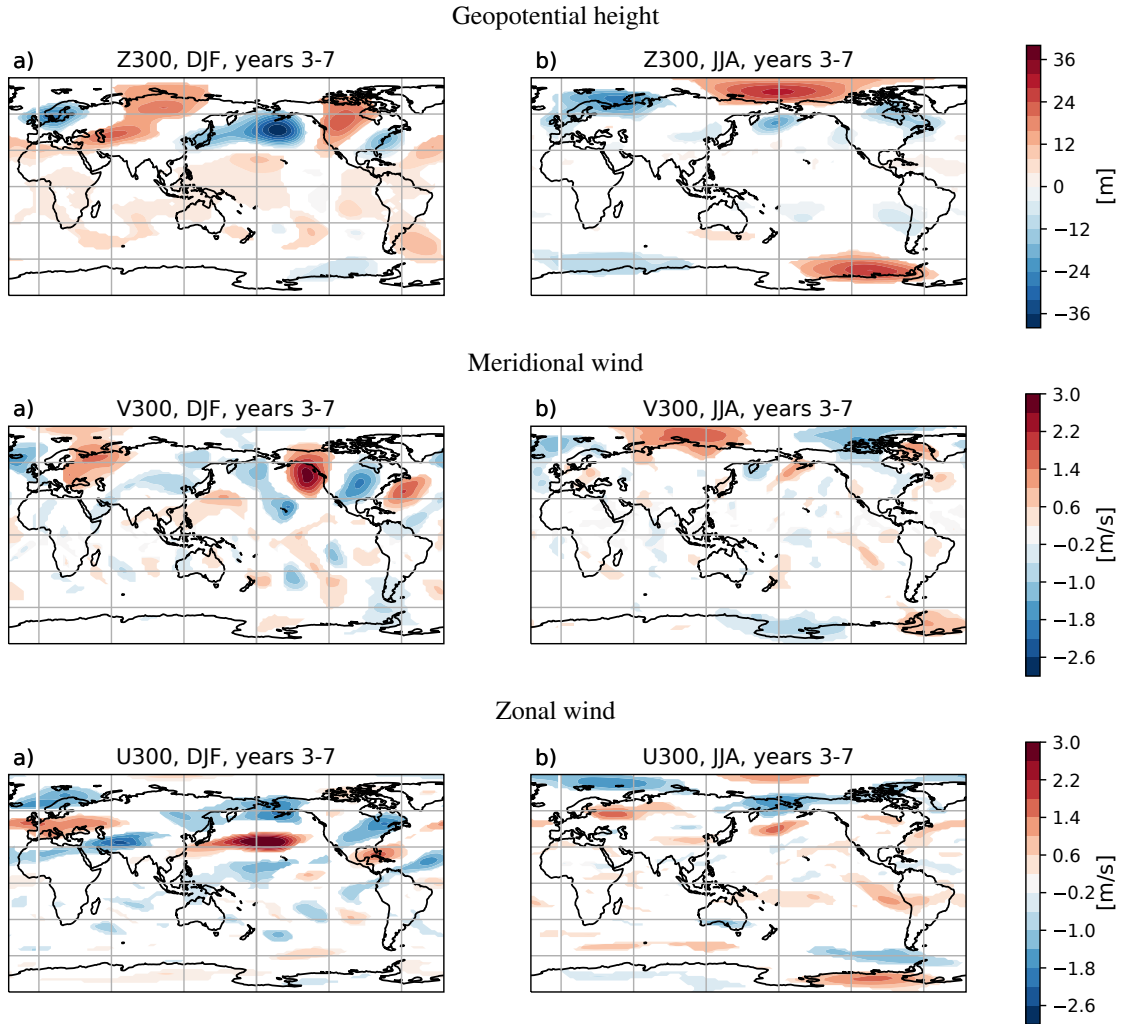 Geopotential height
a) Z300, DJF, years 3-7
b) Z300, JJA, years 3-7
36
24
12
0
−12
−24
−36
[m]
Meridional wind
a) V300, DJF, years 3-7
b) V300, JJA, years 3-7
3.0
2.2
1.4
0.6
−0.2
−1.0
−1.8
−2.6
[m/s]
Zonal wind
a) U300, DJF, years 3-7
b) U300, JJA, years 3-7
3.0
2.2
1.4
0.6
−0.2
−1.0
−1.8
−2.6
[m/s]